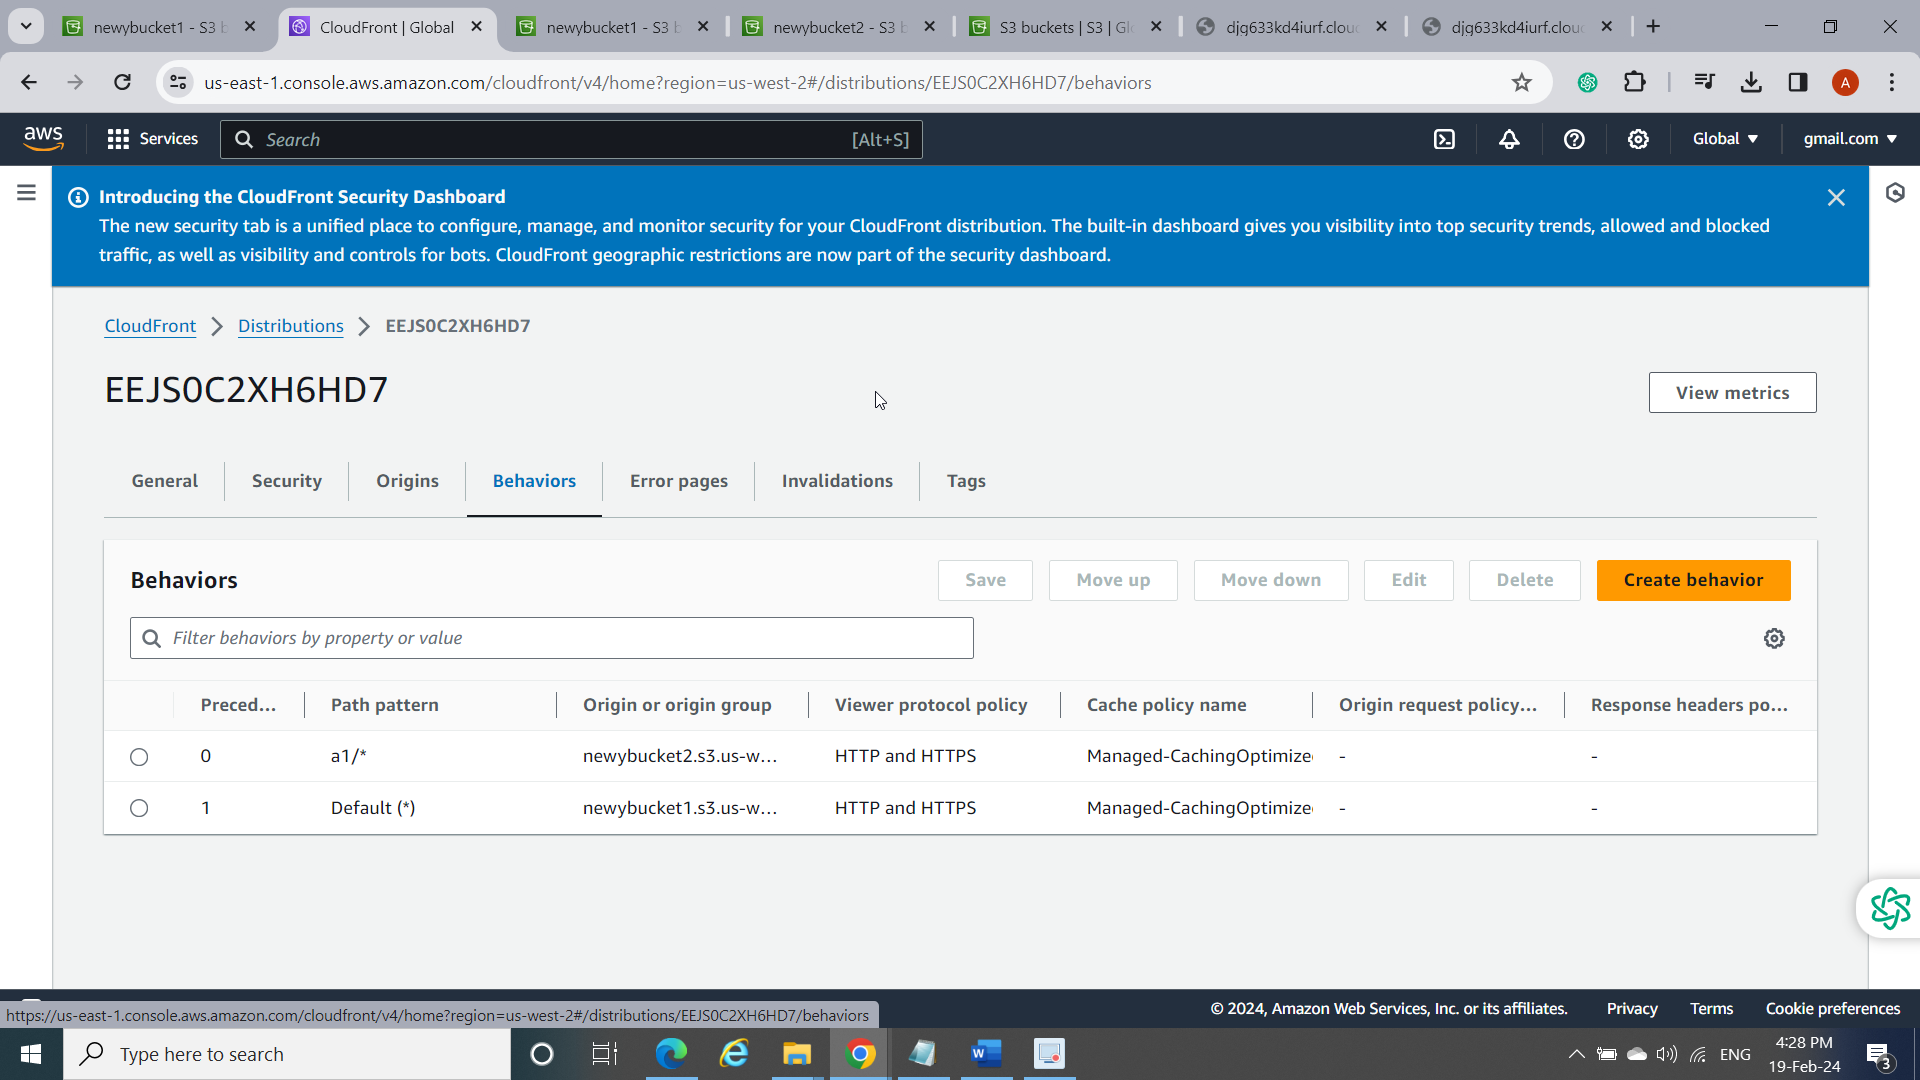 newybucket1 - S3 b
CloudFront | Global
newybucket1 - S3 b
newybucket2 - S3 b
S3 buckets | S3 | Glo
djg633kd4iurf.clouc
djg633kd4iurf.clouc
us-east-1.console.aws.amazon.com/cloudfront/v4/home?region=us-west-2#/distributions/EEJS0C2XH6HD7/behaviors
A
aws
Services
Search
[Alt+S]
Global
gmail.com
Introducing the CloudFront Security Dashboard
The new security tab is a unified place to configure, manage, and monitor security for your CloudFront distribution. The built-in dashboard gives you visibility into top security trends, allowed and blocked
traffic, as well as visibility and controls for bots. CloudFront geographic restrictions are now part of the security dashboard.
CloudFront > Distributions > EEJS0C2XH6HD7
EEJS0C2XH6HD7
View metrics
General
Security
Origins
Behaviors
Error pages
Invalidations
Tags
Behaviors
Save
Move up
Move down
Edit
Delete
Create behavior
Filter behaviors by property or value
Preced... Path pattern Origin or origin group Viewer protocol policy Cache policy name Origin request policy... Response headers po...
0 a1/* newybucket2.s3.us-w... HTTP and HTTPS Managed-CachingOptimize - -
1 Default (*) newybucket1.s3.us-w... HTTP and HTTPS Managed-CachingOptimize - -
https://us-east-1.console.aws.amazon.com/cloudfront/v4/home?region=us-west-2#/distributions/EEJS0C2XH6HD7/behaviors
© 2024, Amazon Web Services, Inc. or its affiliates.
Privacy
Terms
Cookie preferences
Type here to search
ENG
4:28 PM
19-Feb-24
3